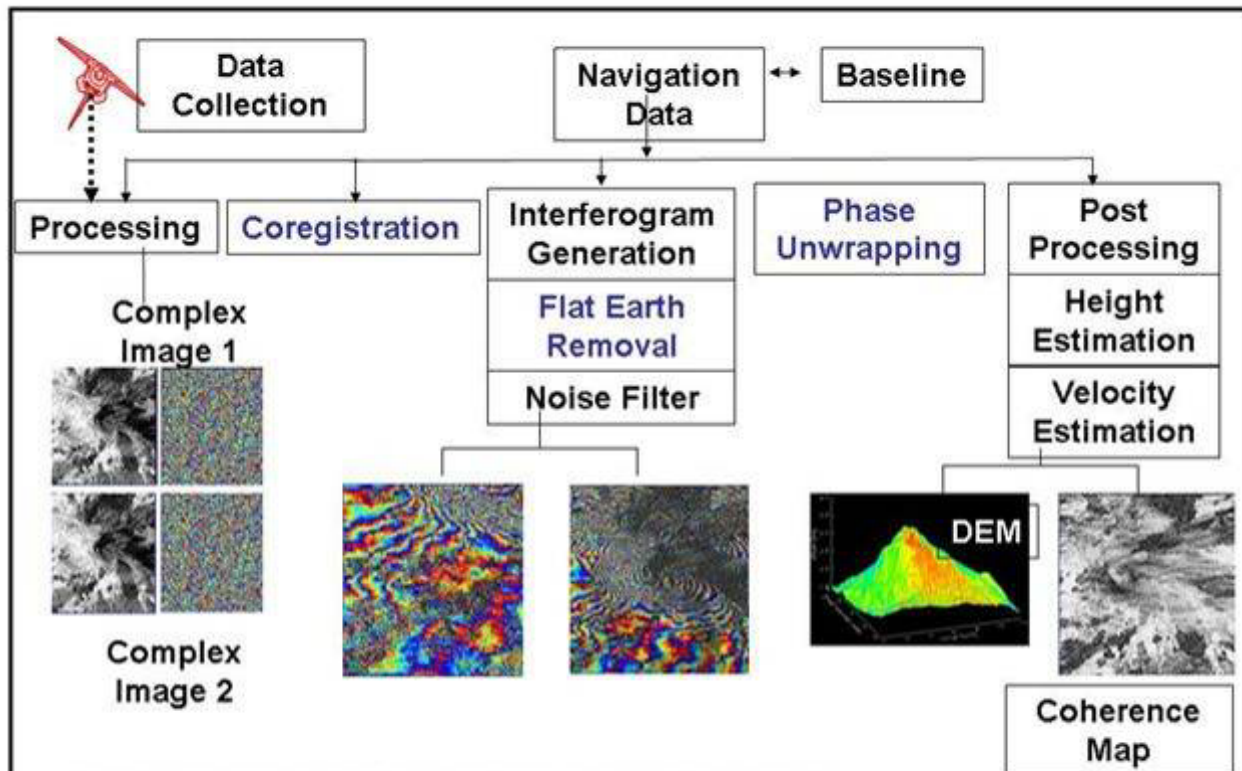 Data
Collection
Navigation
Data
Baseline
Processing
Coregistration
Interferogram
Generation
Flat Earth
Removal
Noise Filter
Phase
Unwrapping
Post
Processing
Height
Estimation
Velocity
Estimation
Complex
Image 1
Complex
Image 2
DEM
Coherence
Map